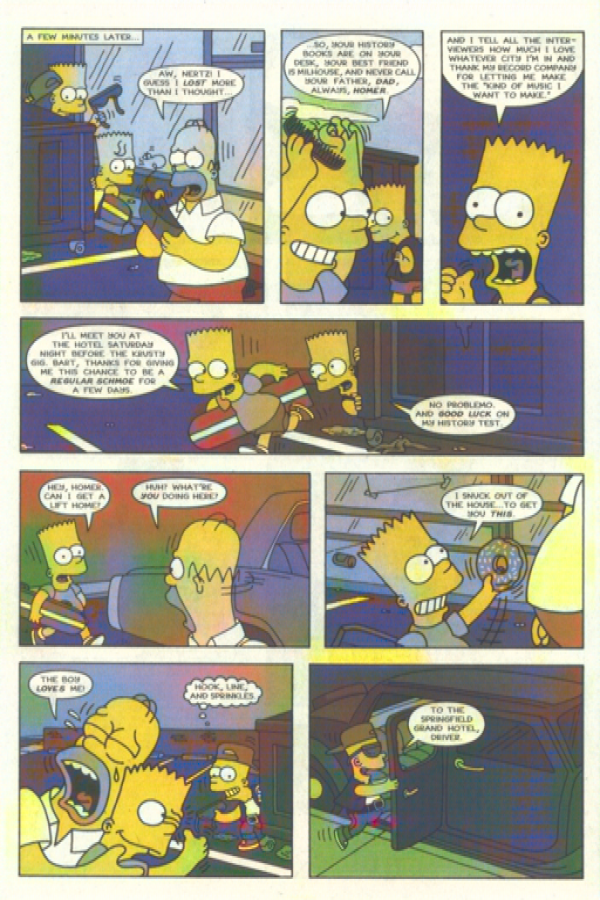 A FEW MINUTES LATER...
AW, NERTZ! I
GUESS I LOST MORE
THAN I THOUGHT...
...SO, YOUR HISTORY
BOOKS ARE ON YOUR
DESK, YOUR BEST FRIEND
IS MILHOUSE, AND NEVER CALL
YOUR FATHER, DAD,
ALWAYS, HOMER.
AND I TELL ALL THE INTER-
VIEWERS HOW MUCH I LOVE
WHATEVER CITY I'M IN AND
THANK MY RECORD COMPANY
FOR LETTING ME MAKE
THE "KIND OF MUSIC I
WANT TO MAKE."
I'LL MEET YOU AT
THE HOTEL SATURDAY
NIGHT BEFORE THE KRUSTY
GIG. BART, THANKS FOR GIVING
ME THIS CHANCE TO BE A
REGULAR SCHMOE FOR
A FEW DAYS.
NO PROBLEMO.
AND GOOD LUCK ON
MY HISTORY TEST.
HEY, HOMER.
CAN I GET A
LIFT HOME?
HUH? WHAT'RE
YOU DOING HERE?
I SNUCK OUT OF
THE HOUSE...TO GET
YOU THIS.
THE BOY
LOVES ME!
HOOK, LINE,
AND SPRINKLES.
TO THE
SPRINGFIELD
GRAND HOTEL,
DRIVER.